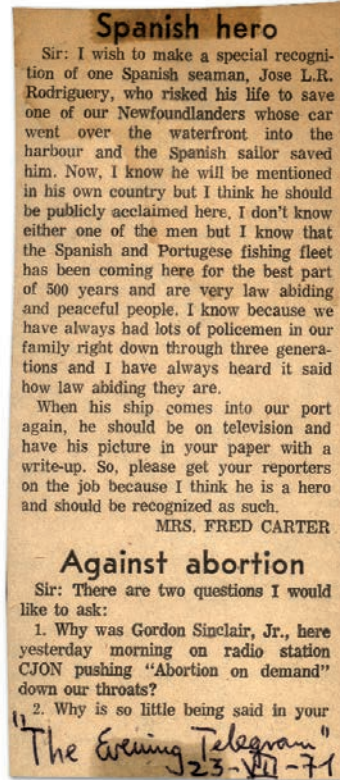 Spanish hero
Sir: I wish to make a special recogni-
tion of one Spanish seaman, Jose L.R.
Rodriguery, who risked his life to save
one of our Newfoundlanders whose car
went over the waterfront into the
harbour and the Spanish sailor saved
him. Now, I know he will be mentioned
in his own country but I think he should
be publicly acclaimed here. I don't know
either one of the men but I know that
the Spanish and Portugese fishing fleet
has been coming here for the best part
of 500 years and are very law abiding
and peaceful people. I know because we
have always had lots of policemen in our
family right down through three genera-
tions and I have always heard it said
how law abiding they are.
When his ship comes into our port
again, he should be on television and
have his picture in your paper with a
write-up. So, please get your reporters
on the job because I think he is a hero
and should be recognized as such.
MRS. FRED CARTER
Against abortion
Sir: There are two questions I would
like to ask:
1. Why was Gordon Sinclair, Jr., here
yesterday morning on radio station
CJON pushing "Abortion on demand"
down our throats?
2. Why is so little being said in your
"The Evening Telegram"
23-VII-71